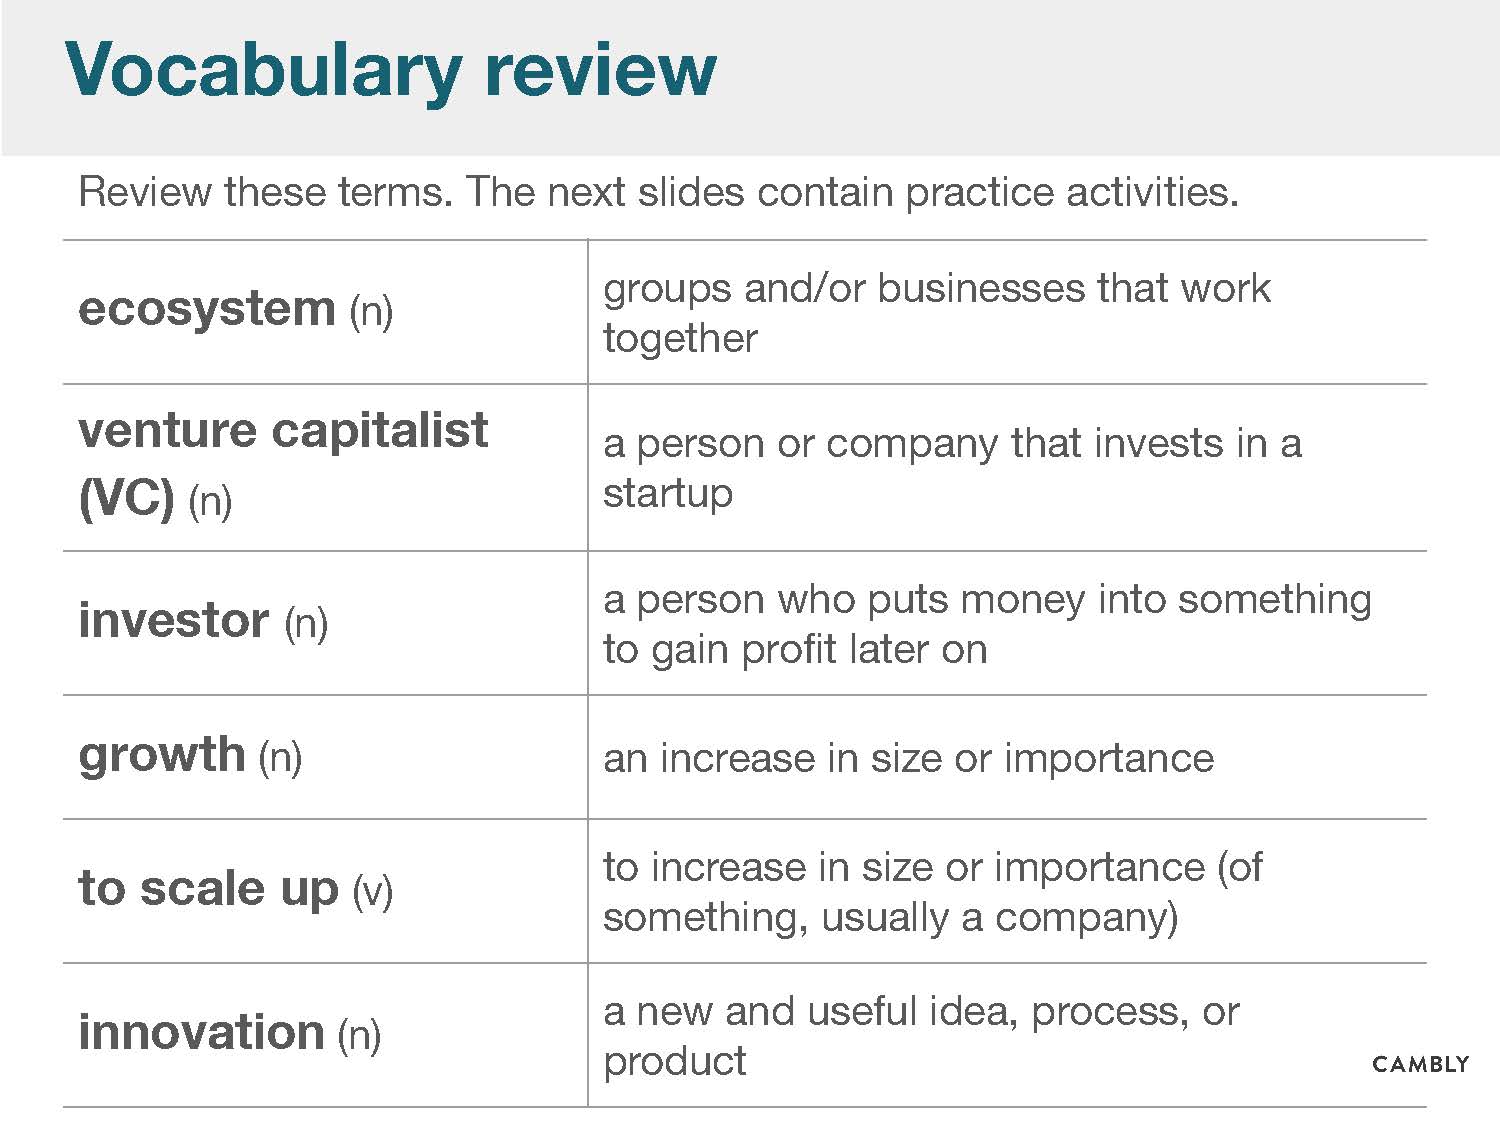 Vocabulary review
Review these terms. The next slides contain practice activities.
ecosystem (n)
groups and/or businesses that work
together
venture capitalist
(VC) (n)
a person or company that invests in a
startup
investor (n)
a person who puts money into something
to gain profit later on
growth (n)
an increase in size or importance
to scale up (v)
to increase in size or importance (of
something, usually a company)
innovation (n)
a new and useful idea, process, or
product
CAMBLY